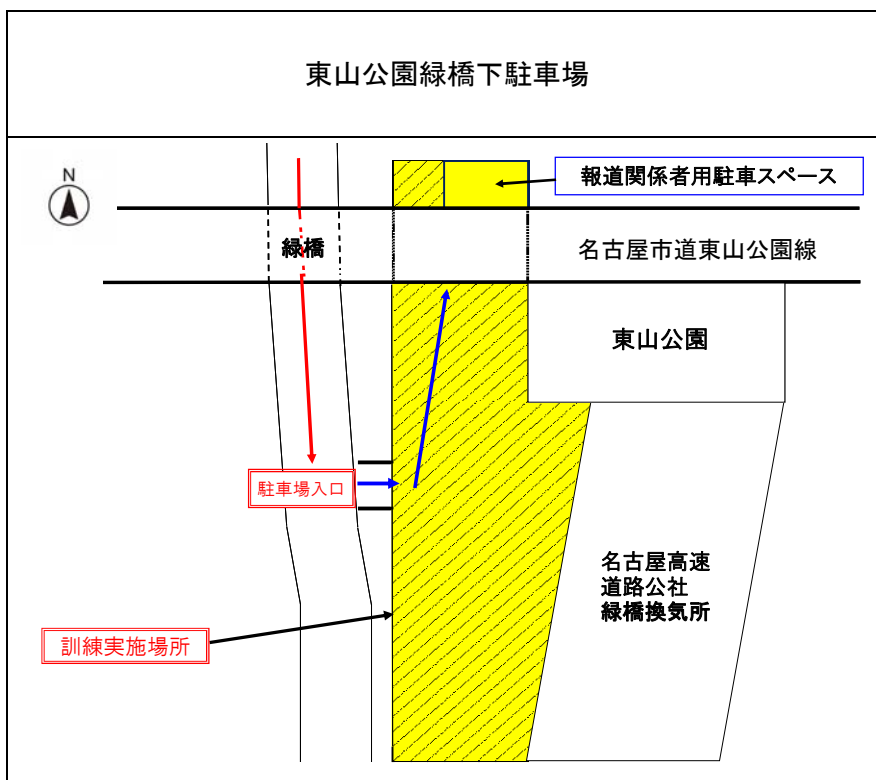 東山公園緑橋下駐車場
N
報道関係者用駐車スペース
緑橋
名古屋市道東山公園線
東山公園
駐車場入口
名古屋高速
道路公社
緑橋換気所
訓練実施場所